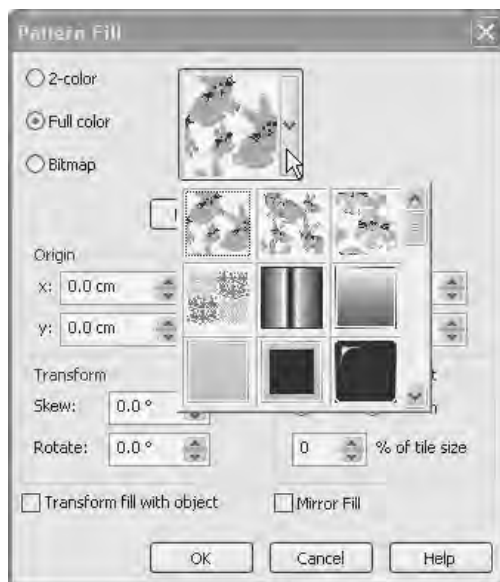 Pattern Fill
2-color
Full color
Bitmap
Origin
x: 0.0 cm
y: 0.0 cm
Transform
Skew: 0.0 °
Rotate: 0.0 °
0 % of tile size
Transform fill with object
Mirror Fill
OK
Cancel
Help